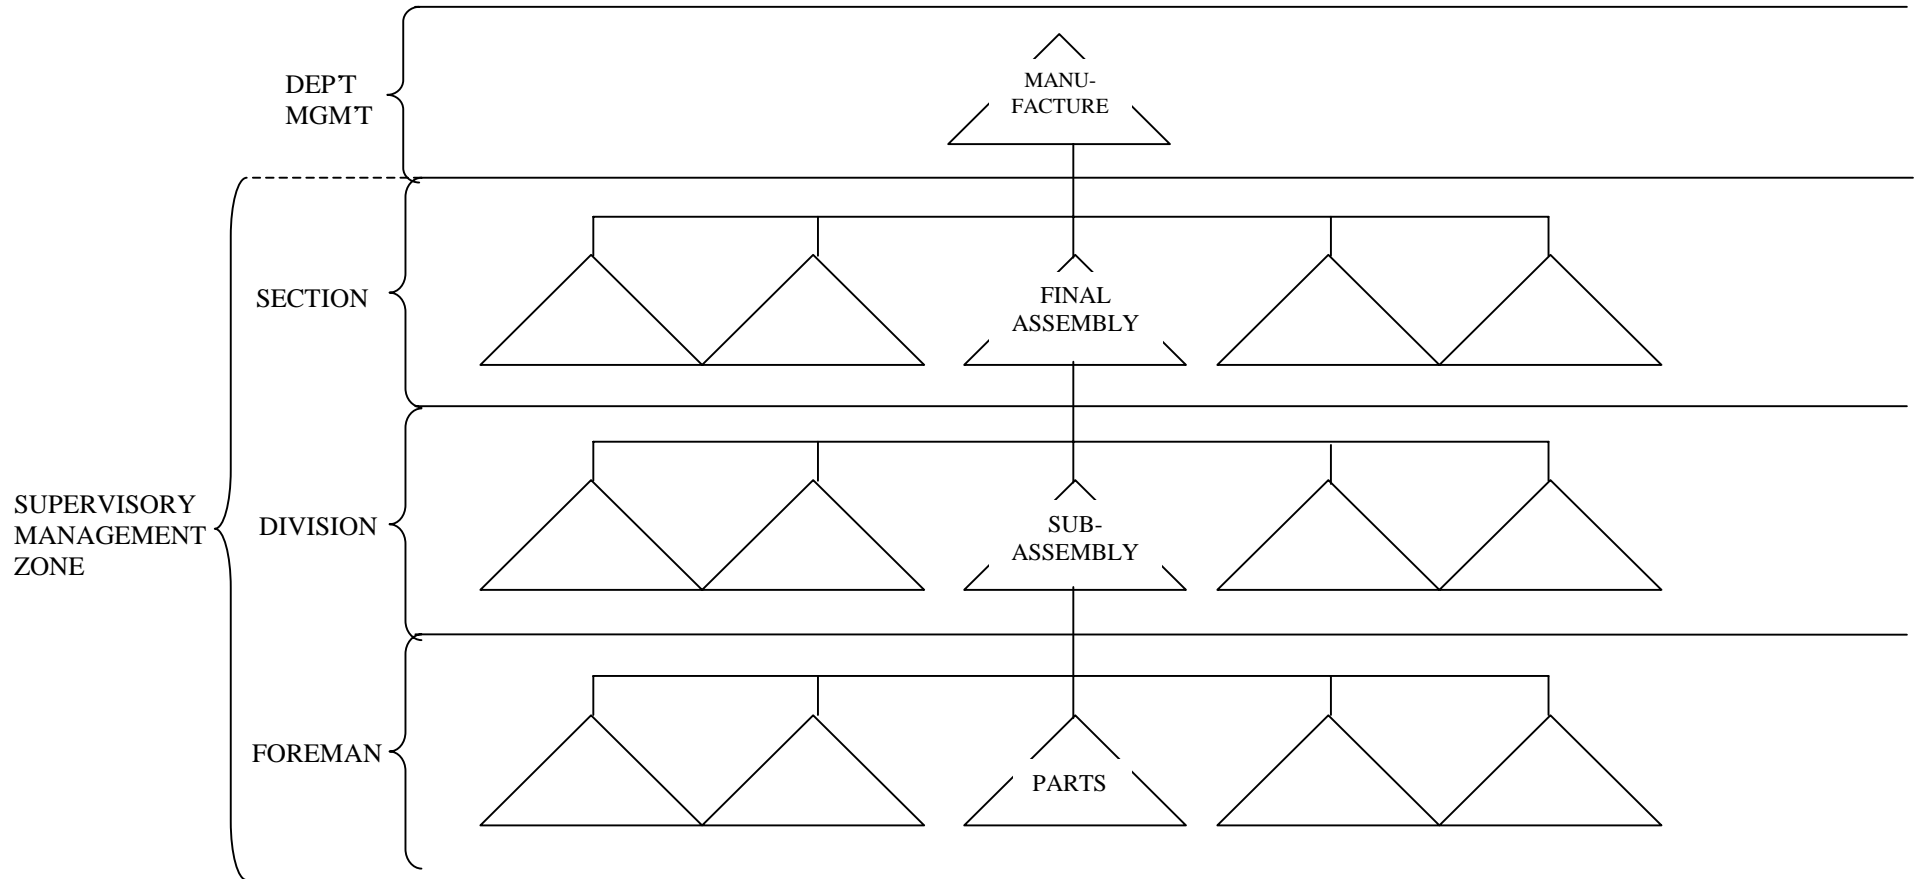 DEP'T
MGM'T
MANU-
FACTURE
SECTION
FINAL
ASSEMBLY
SUPERVISORY
MANAGEMENT
ZONE
DIVISION
SUB-
ASSEMBLY
FOREMAN
PARTS